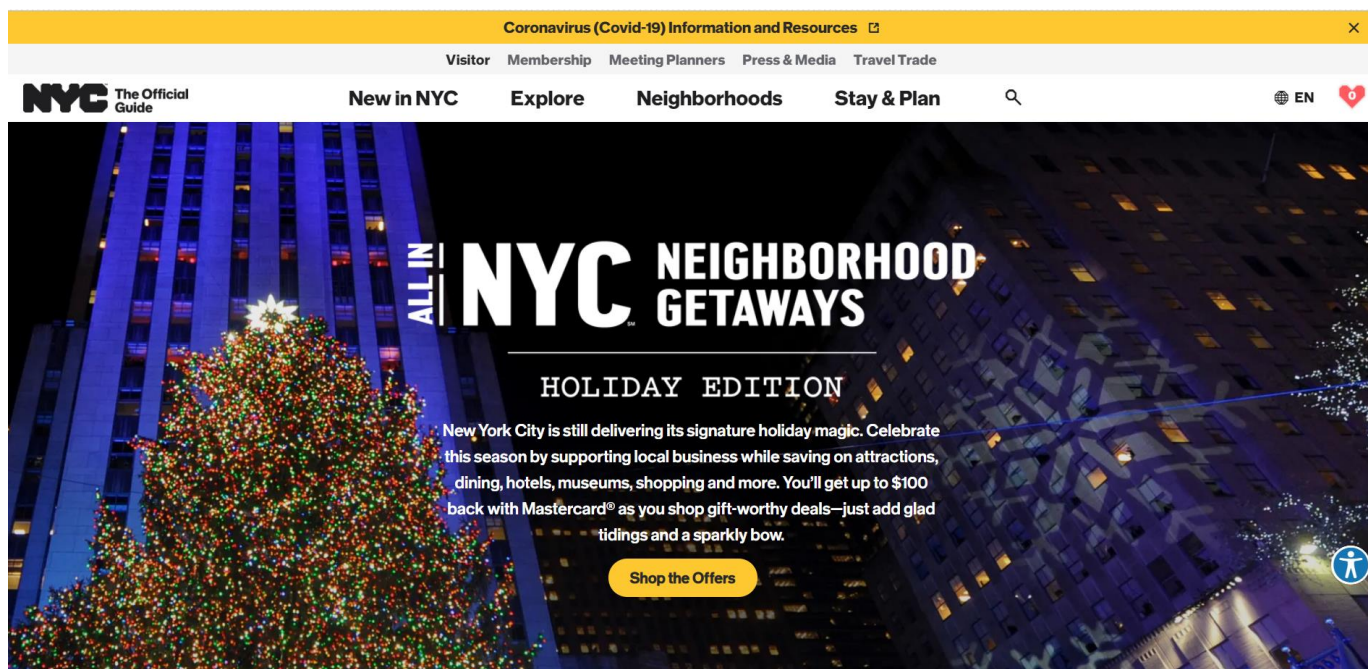 Coronavirus (Covid-19) Information and Resources
Visitor Membership Meeting Planners Press & Media Travel Trade
NYC The Official
Guide
New in NYC Explore Neighborhoods Stay & Plan
EN
0
ALL IN NYC NEIGHBORHOOD
GETAWAYS
SM
HOLIDAY EDITION
New York City is still delivering its signature holiday magic. Celebrate
this season by supporting local business while saving on attractions,
dining, hotels, museums, shopping and more. You'll get up to $100
back with Mastercard® as you shop gift-worthy deals—just add glad
tidings and a sparkly bow.
Shop the Offers